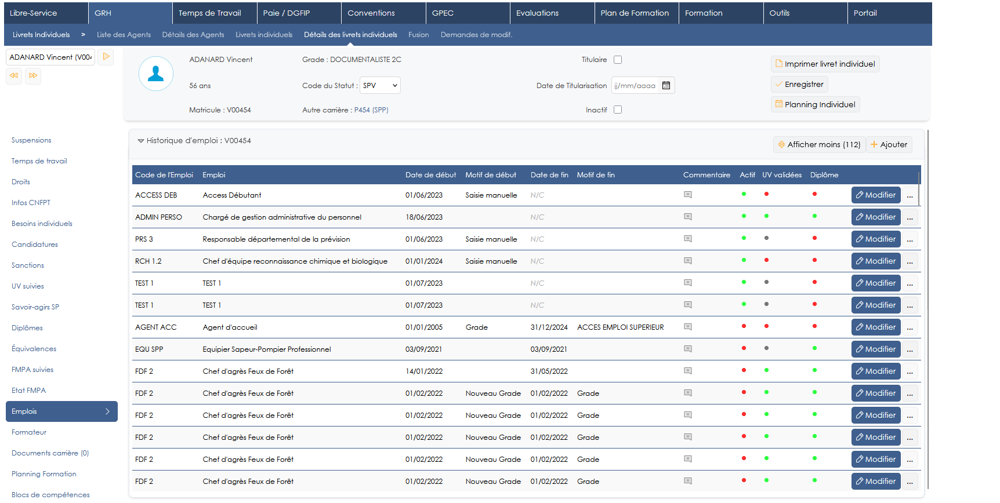 Libre-Service GRH Temps de Travail Paie / DGFIP Conventions GPEC Evaluations Plan de Formation Formation Outils Portail
Livrets Individuels > Liste des Agents Détails des Agents Livrets individuels Détails des livrets individuels Fusion Demandes de modif.
ADANARD Vincent (V004
ADANARD Vincent Grade : DOCUMENTALISTE 2C Titulaire
Imprimer livret individuel
56 ans Code du Statut : SPV Date de Titularisation jj/mm/aaaa
Enregistrer
Planning Individuel
Matricule : V00454 Autre carrière : P454 (SPP) Inactif
Suspensions
Temps de travail
Droits
Infos CNFPT
Besoins individuels
Candidatures
Sanctions
UV suivies
Savoir-agirs SP
Diplômes
Équivalences
FMPA suivies
Etat FMPA
Emplois
Formateur
Documents carrière (0)
Planning Formation
Blocs de compétences
Historique d'emploi : V00454
Afficher moins (112) Ajouter
Code de l'Emploi Emploi Date de début Motif de début Date de fin Motif de fin Commentaire Actif UV validées Diplôme
ACCESS DEB Access Débutant 01/06/2023 Saisie manuelle N/C Modifier ...
ADMIN PERSO Chargé de gestion administrative du personnel 18/06/2023 N/C Modifier ...
PRS 3 Responsable départemental de la prévision 01/06/2023 Saisie manuelle N/C Modifier ...
RCH 1.2 Chef d'équipe reconnaissance chimique et biologique 01/01/2024 Saisie manuelle N/C Modifier ...
TEST 1 TEST 1 01/07/2023 N/C Modifier ...
TEST 1 TEST 1 01/07/2023 N/C Modifier ...
AGENT ACC Agent d'accueil 01/01/2005 Grade 31/12/2024 ACCES EMPLOI SUPERIEUR Modifier ...
EQU SPP Equipier Sapeur-Pompier Professionnel 03/09/2021 03/09/2021 Modifier ...
FDF 2 Chef d'agrès Feux de Forêt 14/01/2022 31/05/2022 Modifier ...
FDF 2 Chef d'agrès Feux de Forêt 01/02/2022 Nouveau Grade 01/02/2022 Grade Modifier ...
FDF 2 Chef d'agrès Feux de Forêt 01/02/2022 Nouveau Grade 01/02/2022 Grade Modifier ...
FDF 2 Chef d'agrès Feux de Forêt 01/02/2022 Nouveau Grade 01/02/2022 Grade Modifier ...
FDF 2 Chef d'agrès Feux de Forêt 01/02/2022 Nouveau Grade 01/02/2022 Grade Modifier ...
FDF 2 Chef d'agrès Feux de Forêt 01/02/2022 Nouveau Grade 01/02/2022 Grade Modifier ...